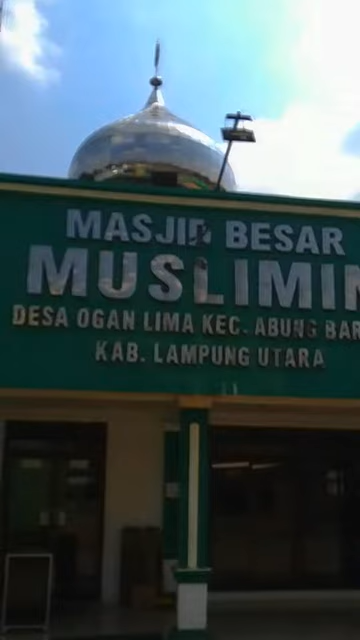 MASJID BESAR
MUSLIMIN
DESA OGAN LIMA KEC. ABUNG BAR
KAB. LAMPUNG UTARA